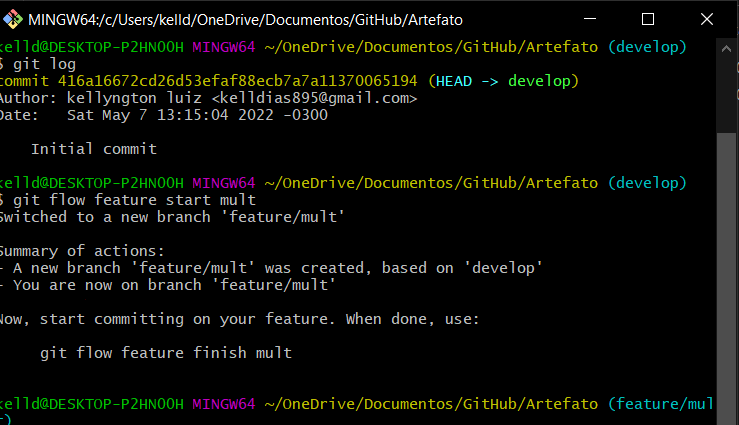 MINGW64:/c/Users/kelld/OneDrive/Documentos/GitHub/Artefato
kelld@DESKTOP-P2HNOOH MINGW64 ~/OneDrive/Documentos/GitHub/Artefato (develop)
$ git log
commit 416a16672cd26d53efaf88ecb7a7a11370065194 (HEAD -> develop)
Author: kellyngton luiz <kelldias895@gmail.com>
Date:   Sat May 7 13:15:04 2022 -0300
Initial commit
kelld@DESKTOP-P2HNOOH MINGW64 ~/OneDrive/Documentos/GitHub/Artefato (develop)
$ git flow feature start mult
Switched to a new branch 'feature/mult'
Summary of actions:
- A new branch 'feature/mult' was created, based on 'develop'
- You are now on branch 'feature/mult'
Now, start committing on your feature. When done, use:
git flow feature finish mult
kelld@DESKTOP-P2HNOOH MINGW64 ~/OneDrive/Documentos/GitHub/Artefato (feature/mul
t)